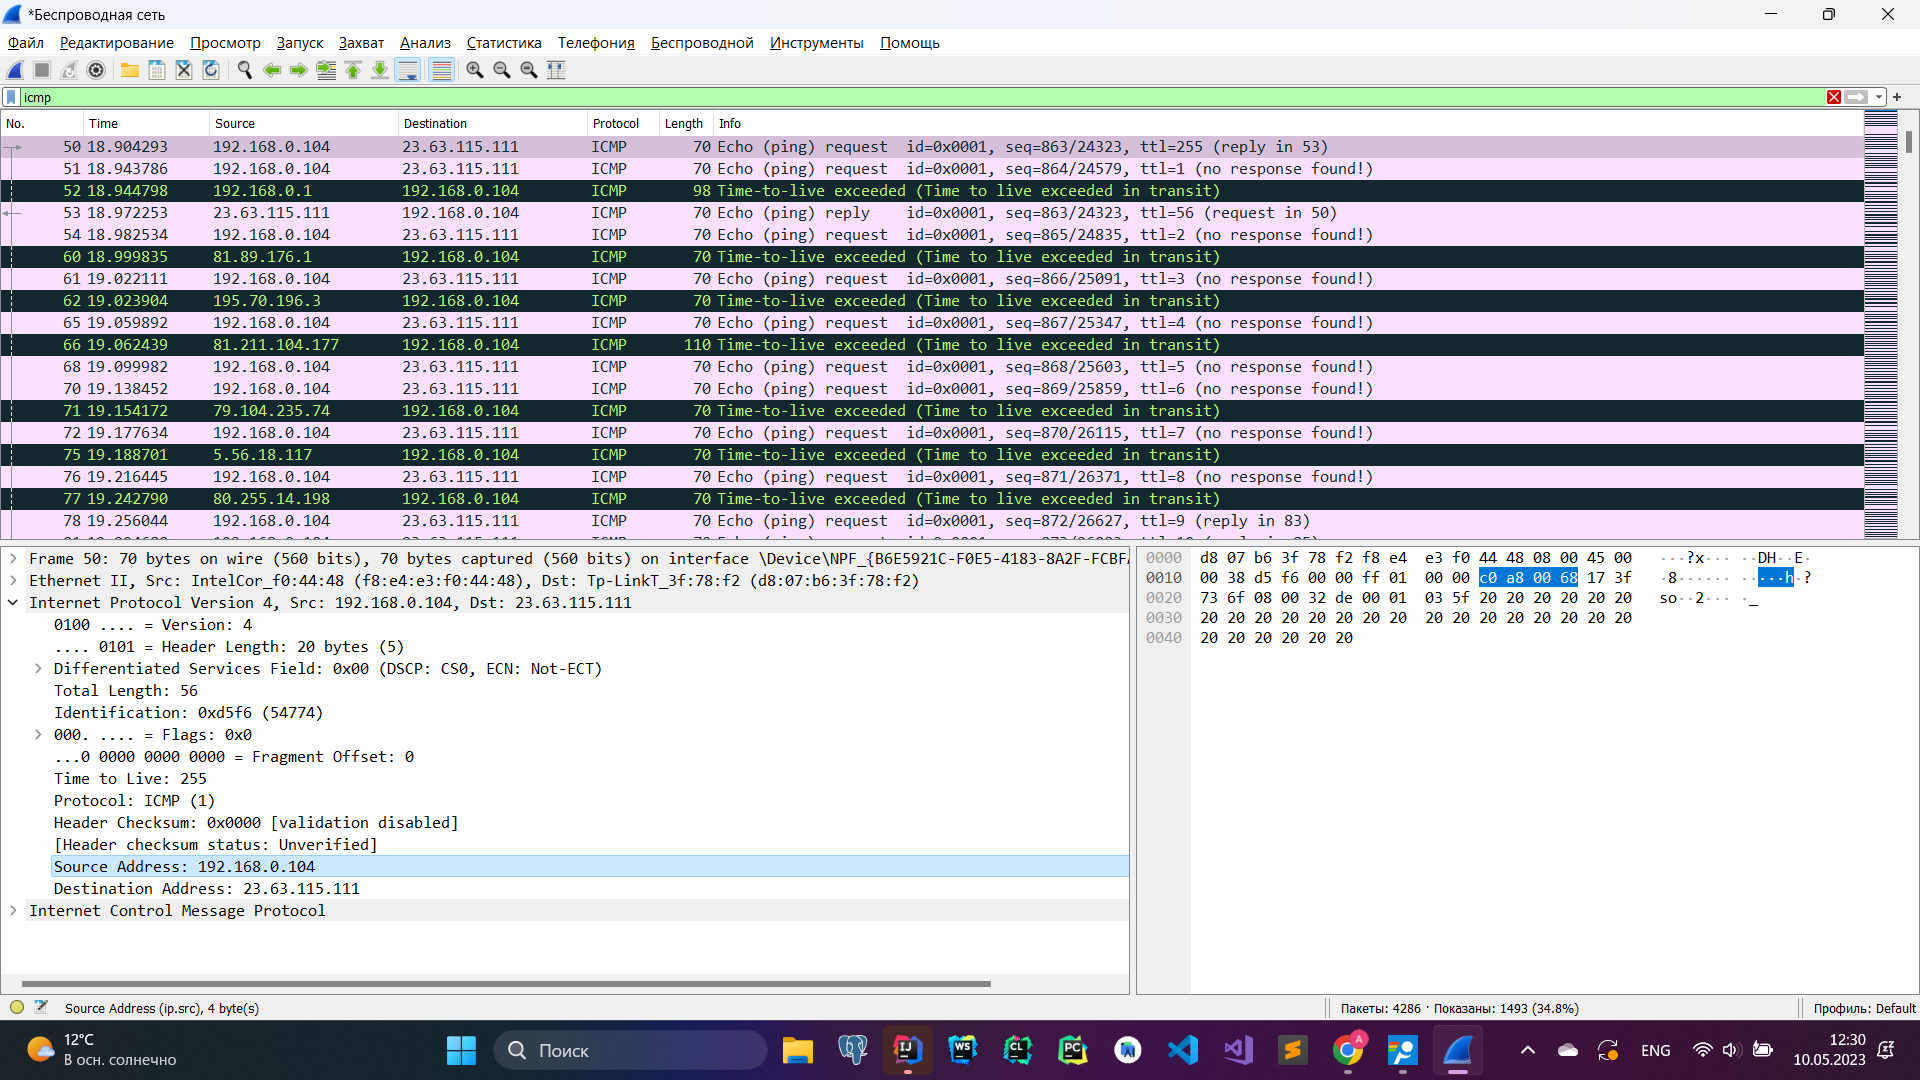 *Беспроводная сеть
Файл Редактирование Просмотр Запуск Захват Анализ Статистика Телефония Беспроводной Инструменты Помощь
icmp
No. Time Source Destination Protocol Length Info
50 18.904293 192.168.0.104 23.63.115.111 ICMP 70 Echo (ping) request id=0x0001, seq=863/24323, ttl=255 (reply in 53)
51 18.943786 192.168.0.104 23.63.115.111 ICMP 70 Echo (ping) request id=0x0001, seq=864/24579, ttl=1 (no response found!)
52 18.944798 192.168.0.1 192.168.0.104 ICMP 98 Time-to-live exceeded (Time to live exceeded in transit)
53 18.972253 23.63.115.111 192.168.0.104 ICMP 70 Echo (ping) reply id=0x0001, seq=863/24323, ttl=56 (request in 50)
54 18.982534 192.168.0.104 23.63.115.111 ICMP 70 Echo (ping) request id=0x0001, seq=865/24835, ttl=2 (no response found!)
60 18.999835 81.89.176.1 192.168.0.104 ICMP 70 Time-to-live exceeded (Time to live exceeded in transit)
61 19.022111 192.168.0.104 23.63.115.111 ICMP 70 Echo (ping) request id=0x0001, seq=866/25091, ttl=3 (no response found!)
62 19.023904 195.70.196.3 192.168.0.104 ICMP 70 Time-to-live exceeded (Time to live exceeded in transit)
65 19.059892 192.168.0.104 23.63.115.111 ICMP 70 Echo (ping) request id=0x0001, seq=867/25347, ttl=4 (no response found!)
66 19.062439 81.211.104.177 192.168.0.104 ICMP 110 Time-to-live exceeded (Time to live exceeded in transit)
68 19.099982 192.168.0.104 23.63.115.111 ICMP 70 Echo (ping) request id=0x0001, seq=868/25603, ttl=5 (no response found!)
70 19.138452 192.168.0.104 23.63.115.111 ICMP 70 Echo (ping) request id=0x0001, seq=869/25859, ttl=6 (no response found!)
71 19.154172 79.104.235.74 192.168.0.104 ICMP 70 Time-to-live exceeded (Time to live exceeded in transit)
72 19.177634 192.168.0.104 23.63.115.111 ICMP 70 Echo (ping) request id=0x0001, seq=870/26115, ttl=7 (no response found!)
75 19.188701 5.56.18.117 192.168.0.104 ICMP 70 Time-to-live exceeded (Time to live exceeded in transit)
76 19.216445 192.168.0.104 23.63.115.111 ICMP 70 Echo (ping) request id=0x0001, seq=871/26371, ttl=8 (no response found!)
77 19.242790 80.255.14.198 192.168.0.104 ICMP 70 Time-to-live exceeded (Time to live exceeded in transit)
78 19.256044 192.168.0.104 23.63.115.111 ICMP 70 Echo (ping) request id=0x0001, seq=872/26627, ttl=9 (reply in 83)
Frame 50: 70 bytes on wire (560 bits), 70 bytes captured (560 bits) on interface \Device\NPF_{B6E5921C-F0E5-4183-8A2F-FCBF
Ethernet II, Src: IntelCor_f0:44:48 (f8:e4:e3:f0:44:48), Dst: Tp-LinkT_3f:78:f2 (d8:07:b6:3f:78:f2)
Internet Protocol Version 4, Src: 192.168.0.104, Dst: 23.63.115.111
0100 .... = Version: 4
.... 0101 = Header Length: 20 bytes (5)
Differentiated Services Field: 0x00 (DSCP: CS0, ECN: Not-ECT)
Total Length: 56
Identification: 0xd5f6 (54774)
000. .... = Flags: 0x0
...0 0000 0000 0000 = Fragment Offset: 0
Time to Live: 255
Protocol: ICMP (1)
Header Checksum: 0x0000 [validation disabled]
[Header checksum status: Unverified]
Source Address: 192.168.0.104
Destination Address: 23.63.115.111
Internet Control Message Protocol
0000 d8 07 b6 3f 78 f2 f8 e4 e3 f0 44 48 08 00 45 00 ···?x··· ··DH··E·
0010 00 38 d5 f6 00 00 ff 01 00 00 c0 a8 00 68 17 3f ·8······ ·····h·?
0020 73 6f 08 00 32 de 00 01 03 5f 20 20 20 20 20 20 so··2··· ·_
0030 20 20 20 20 20 20 20 20 20 20 20 20 20 20 20 20
0040 20 20 20 20 20 20
Source Address (ip.src), 4 byte(s)
Пакеты: 4286 · Показаны: 1493 (34.8%)
Профиль: Default
12°C
В осн. солнечно
Поиск
IJ
WS
CL
PC
A
ENG
12:30
10.05.2023